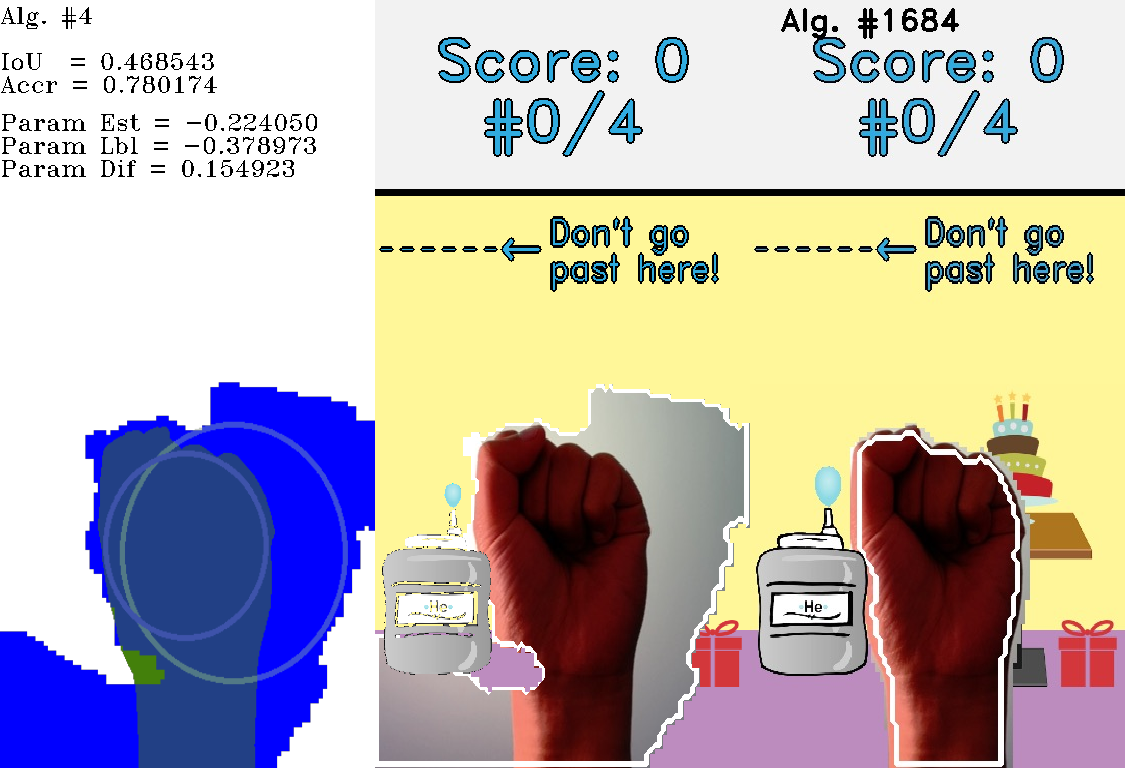 Alg. #4
IoU = 0.468543
Accr = 0.780174
Param Est = -0.224050
Param Lbl = -0.378973
Param Dif = 0.154923
Score: 0
#0/4
Don't go
past here!
He
Alg. #1684
Score: 0
#0/4
Don't go
past here!
He